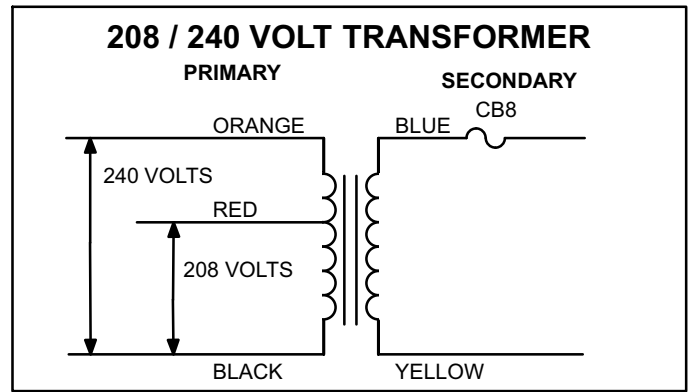 208 / 240 VOLT TRANSFORMER
PRIMARY
SECONDARY
CB8
ORANGE
BLUE
240 VOLTS
RED
208 VOLTS
BLACK
YELLOW